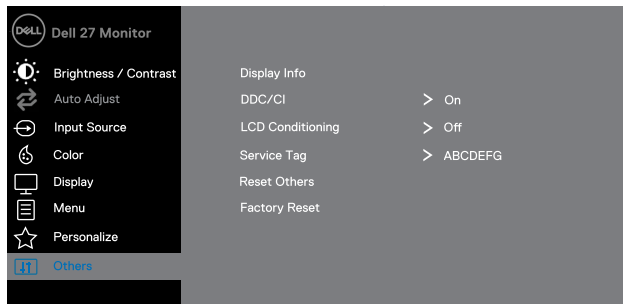 DELL Dell 27 Monitor
Brightness / Contrast
Display Info
Auto Adjust
DDC/CI > On
Input Source
LCD Conditioning > Off
Color
Service Tag > ABCDEFG
Display
Reset Others
Menu
Factory Reset
Personalize
Others